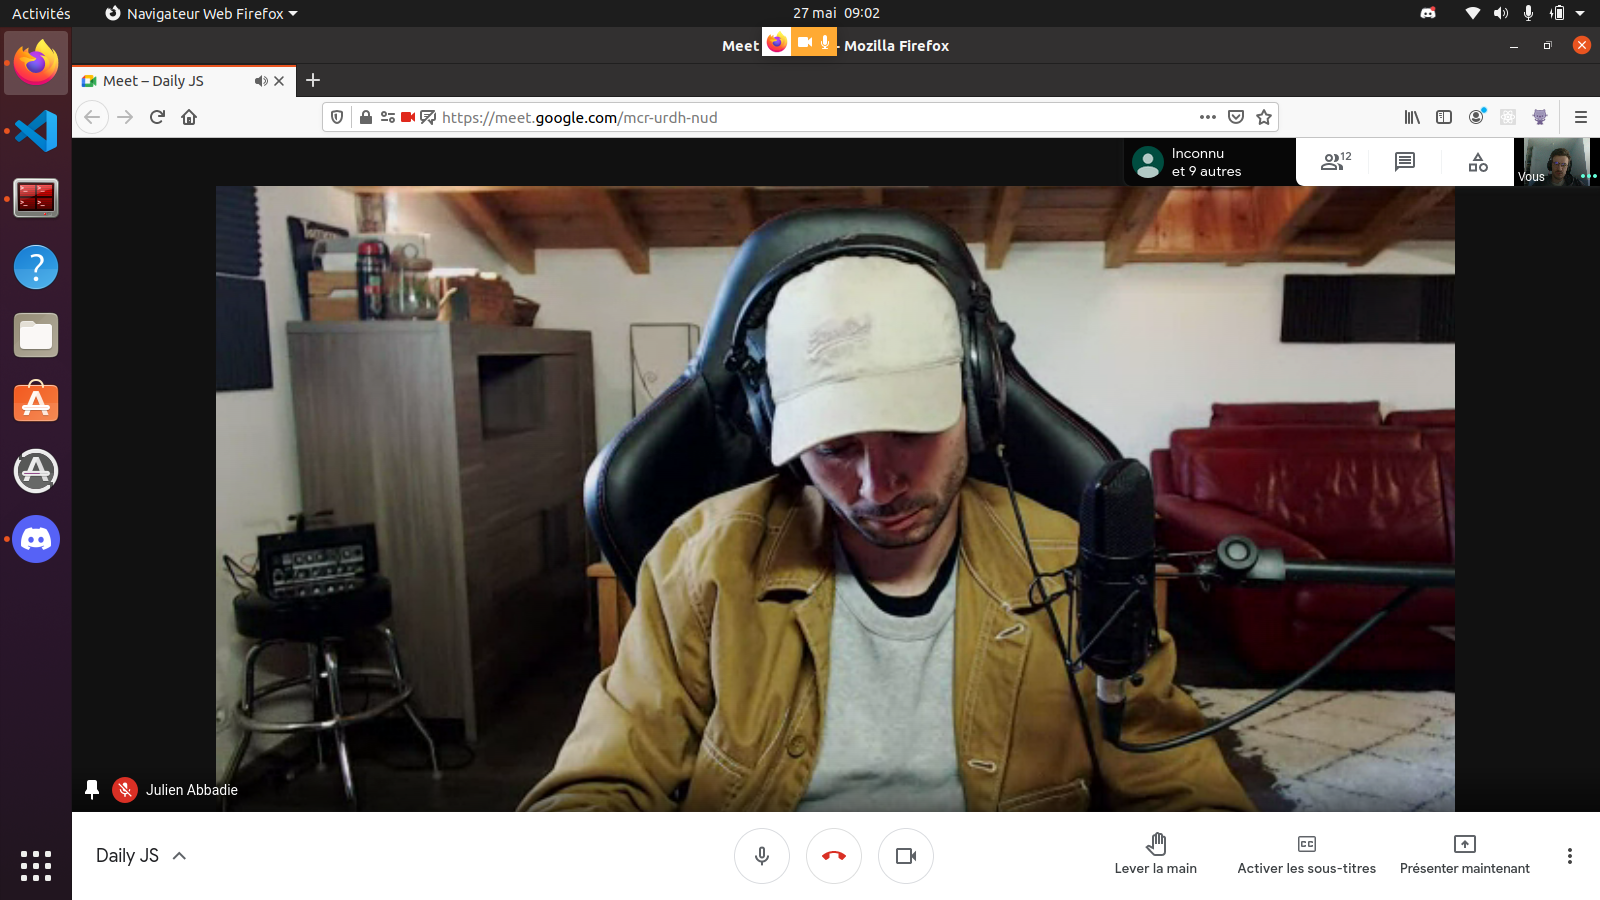 Activités
Navigateur Web Firefox
27 mai 09:02
Meet
- Mozilla Firefox
Meet – Daily JS
https://meet.google.com/mcr-urdh-nud
Inconnu
et 9 autres
12
Vous
Julien Abbadie
Daily JS
Lever la main
Activer les sous-titres
Présenter maintenant